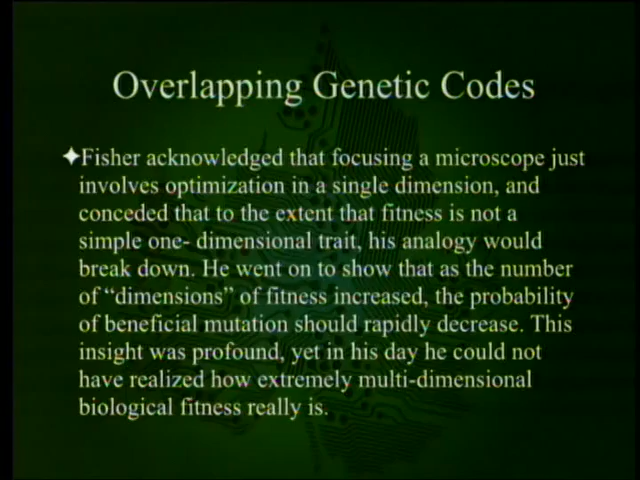 Overlapping Genetic Codes
✦Fisher acknowledged that focusing a microscope just
involves optimization in a single dimension, and
conceded that to the extent that fitness is not a
simple one- dimensional trait, his analogy would
break down. He went on to show that as the number
of “dimensions” of fitness increased, the probability
of beneficial mutation should rapidly decrease. This
insight was profound, yet in his day he could not
have realized how extremely multi-dimensional
biological fitness really is.